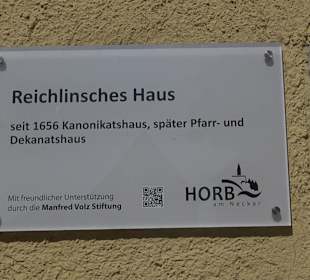 Reichlinsches Haus
seit 1656 Kanonikatshaus, später Pfarr- und
Dekanatshaus
Mit freundlicher Unterstützung
durch die Manfred Volz Stiftung
HORB
am Neckar